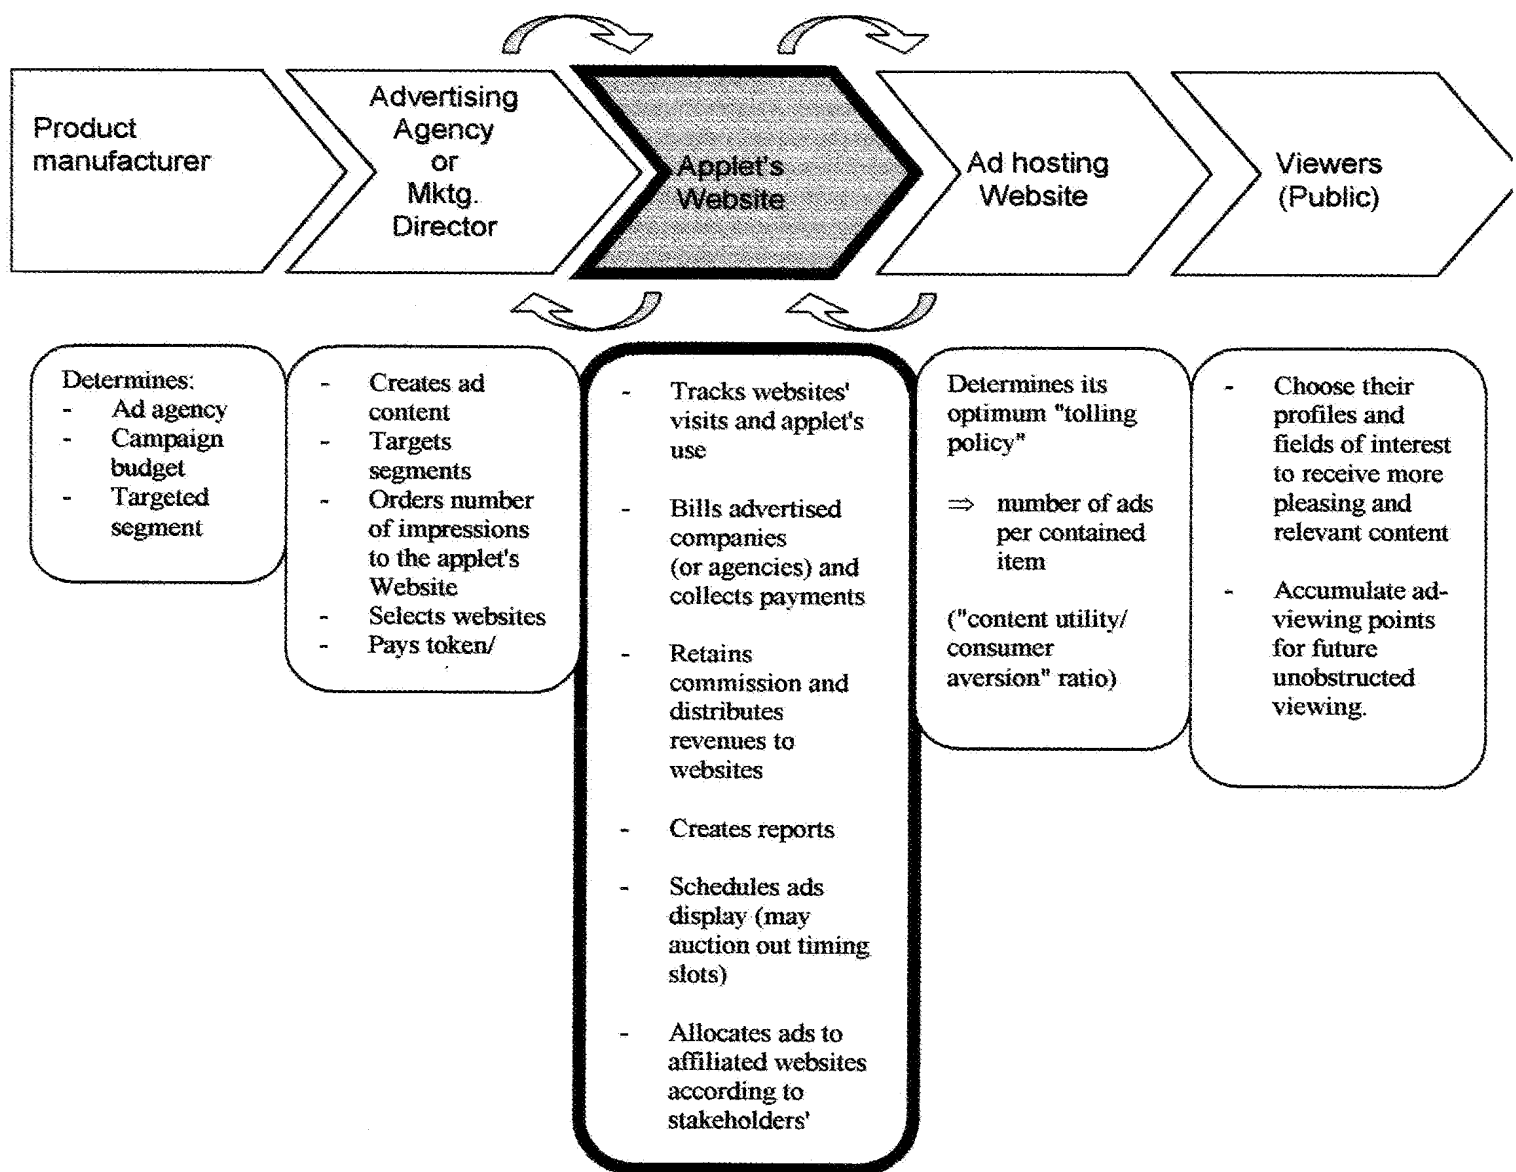 Product
manufacturer
Advertising
Agency
or
Mktg.
Director
Applet's
Website
Ad hosting
Website
Viewers
(Public)
Determines:
- Ad agency
- Campaign
budget
- Targeted
segment
- Creates ad
content
- Targets
segments
- Orders number
of impressions
to the applet's
Website
- Selects websites
- Pays token/
- Tracks websites'
visits and applet's
use
- Bills advertised
companies
(or agencies) and
collects payments
- Retains
commission and
distributes
revenues to
websites
- Creates reports
- Schedules ads
display (may
auction out timing
slots)
- Allocates ads to
affiliated websites
according to
stakeholders'
Determines its
optimum "tolling
policy"
⇒ number of ads
per contained
item
("content utility/
consumer
aversion" ratio)
- Choose their
profiles and
fields of interest
to receive more
pleasing and
relevant content
- Accumulate ad-
viewing points
for future
unobstructed
viewing.